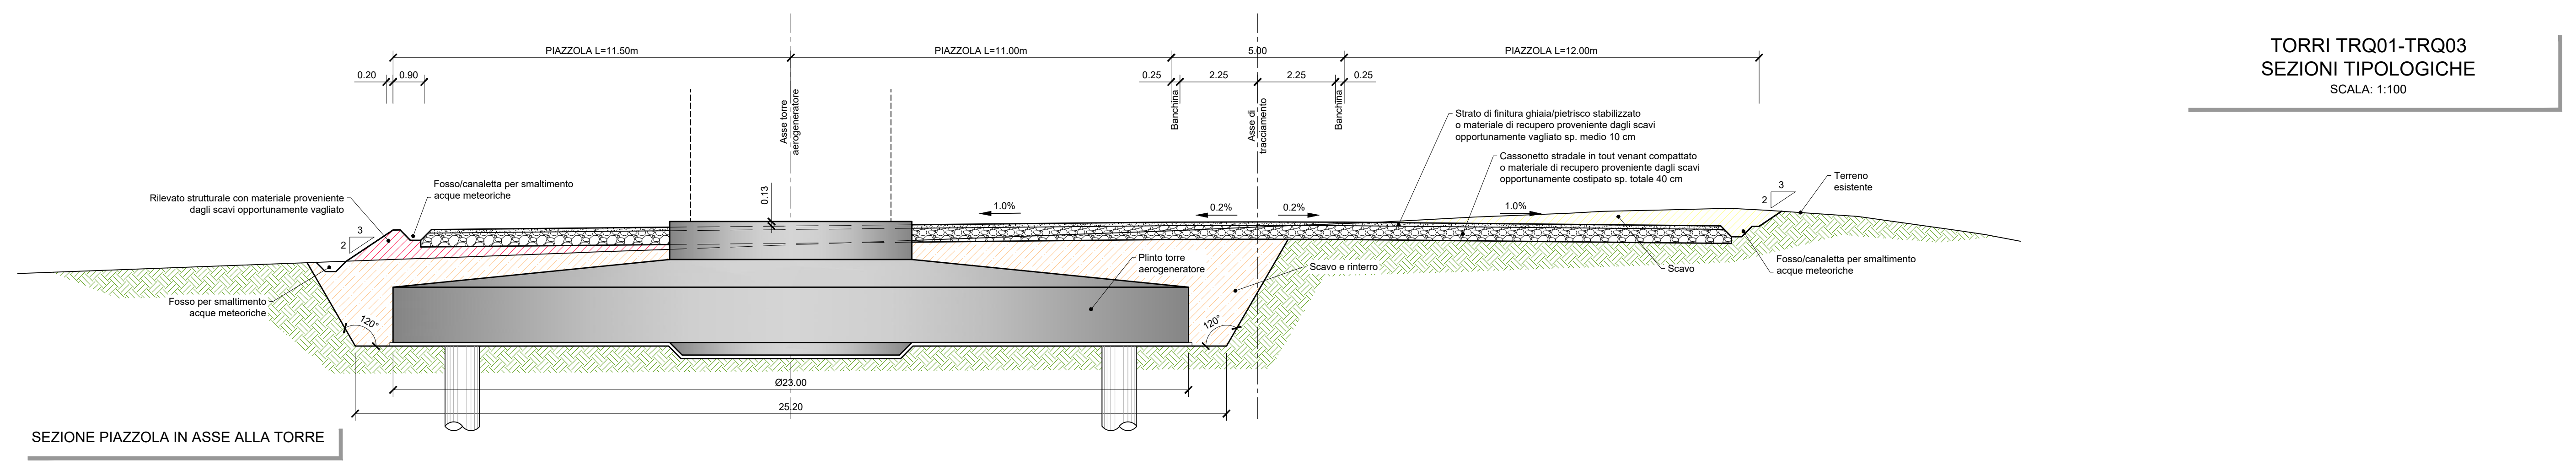 TORRI TRQ01-TRQ03
SEZIONI TIPOLOGICHE
SCALA: 1:100
PIAZZOLA L=11.50m
PIAZZOLA L=11.00m
5.00
PIAZZOLA L=12.00m
0.20
0.90
0.25
2.25
2.25
0.25
Asse torre
aerogeneratore
Banchina
Asse di
tracciamento
Banchina
Strato di finitura ghiaia/pietrisco stabilizzato
o materiale di recupero proveniente dagli scavi
opportunamente vagliato sp. medio 10 cm
Cassonetto stradale in tout venant compattato
o materiale di recupero proveniente dagli scavi
opportunamente costipato sp. totale 40 cm
Terreno
esistente
3
2
Fosso/canaletta per smaltimento
acque meteoriche
Rilevato strutturale con materiale proveniente
dagli scavi opportunamente vagliato
0.13
1.0%
0.2%
0.2%
1.0%
3
2
Plinto torre
aerogeneratore
Scavo e rinterro
Scavo
Fosso/canaletta per smaltimento
acque meteoriche
Fosso per smaltimento
acque meteoriche
120°
120°
Ø23.00
25.20
SEZIONE PIAZZOLA IN ASSE ALLA TORRE